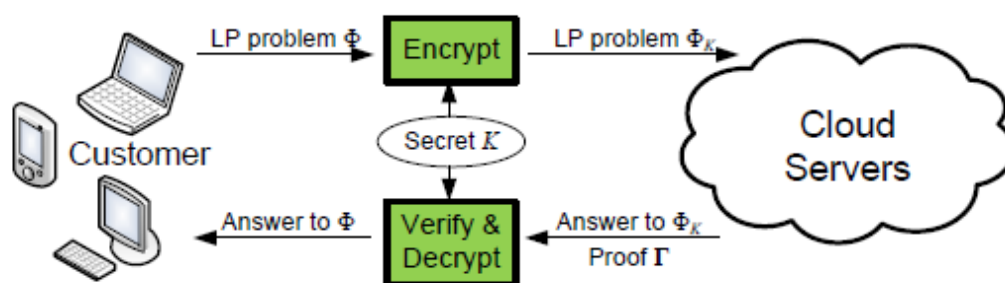 LP problem Φ
Encrypt
LP problem Φ_K
Customer
Secret K
Cloud
Servers
Answer to Φ
Verify &
Decrypt
Answer to Φ_K
Proof Γ